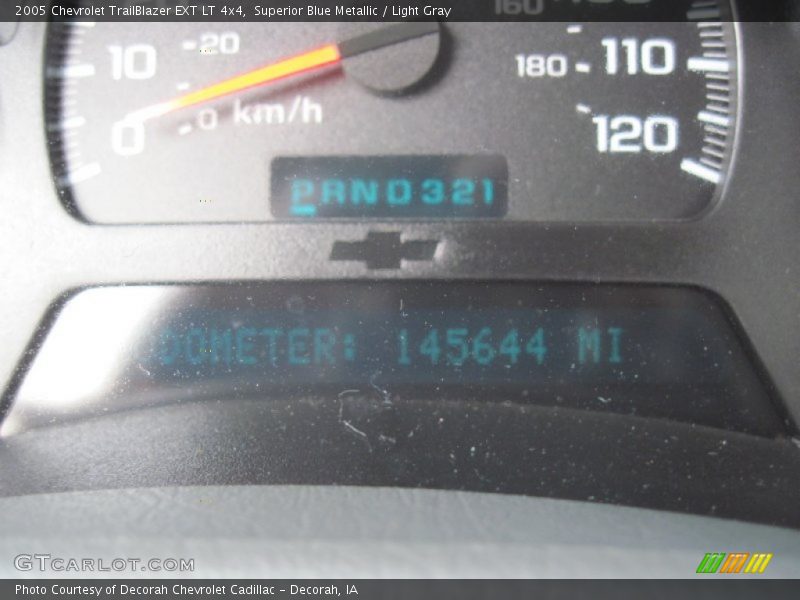 2005 Chevrolet TrailBlazer EXT LT 4x4, Superior Blue Metallic / Light Gray
160
10 20 180 110
0 0 km/h 120
PRND321
ODOMETER: 145644 MI
GTCARLOT.COM
Photo Courtesy of Decorah Chevrolet Cadillac - Decorah, IA